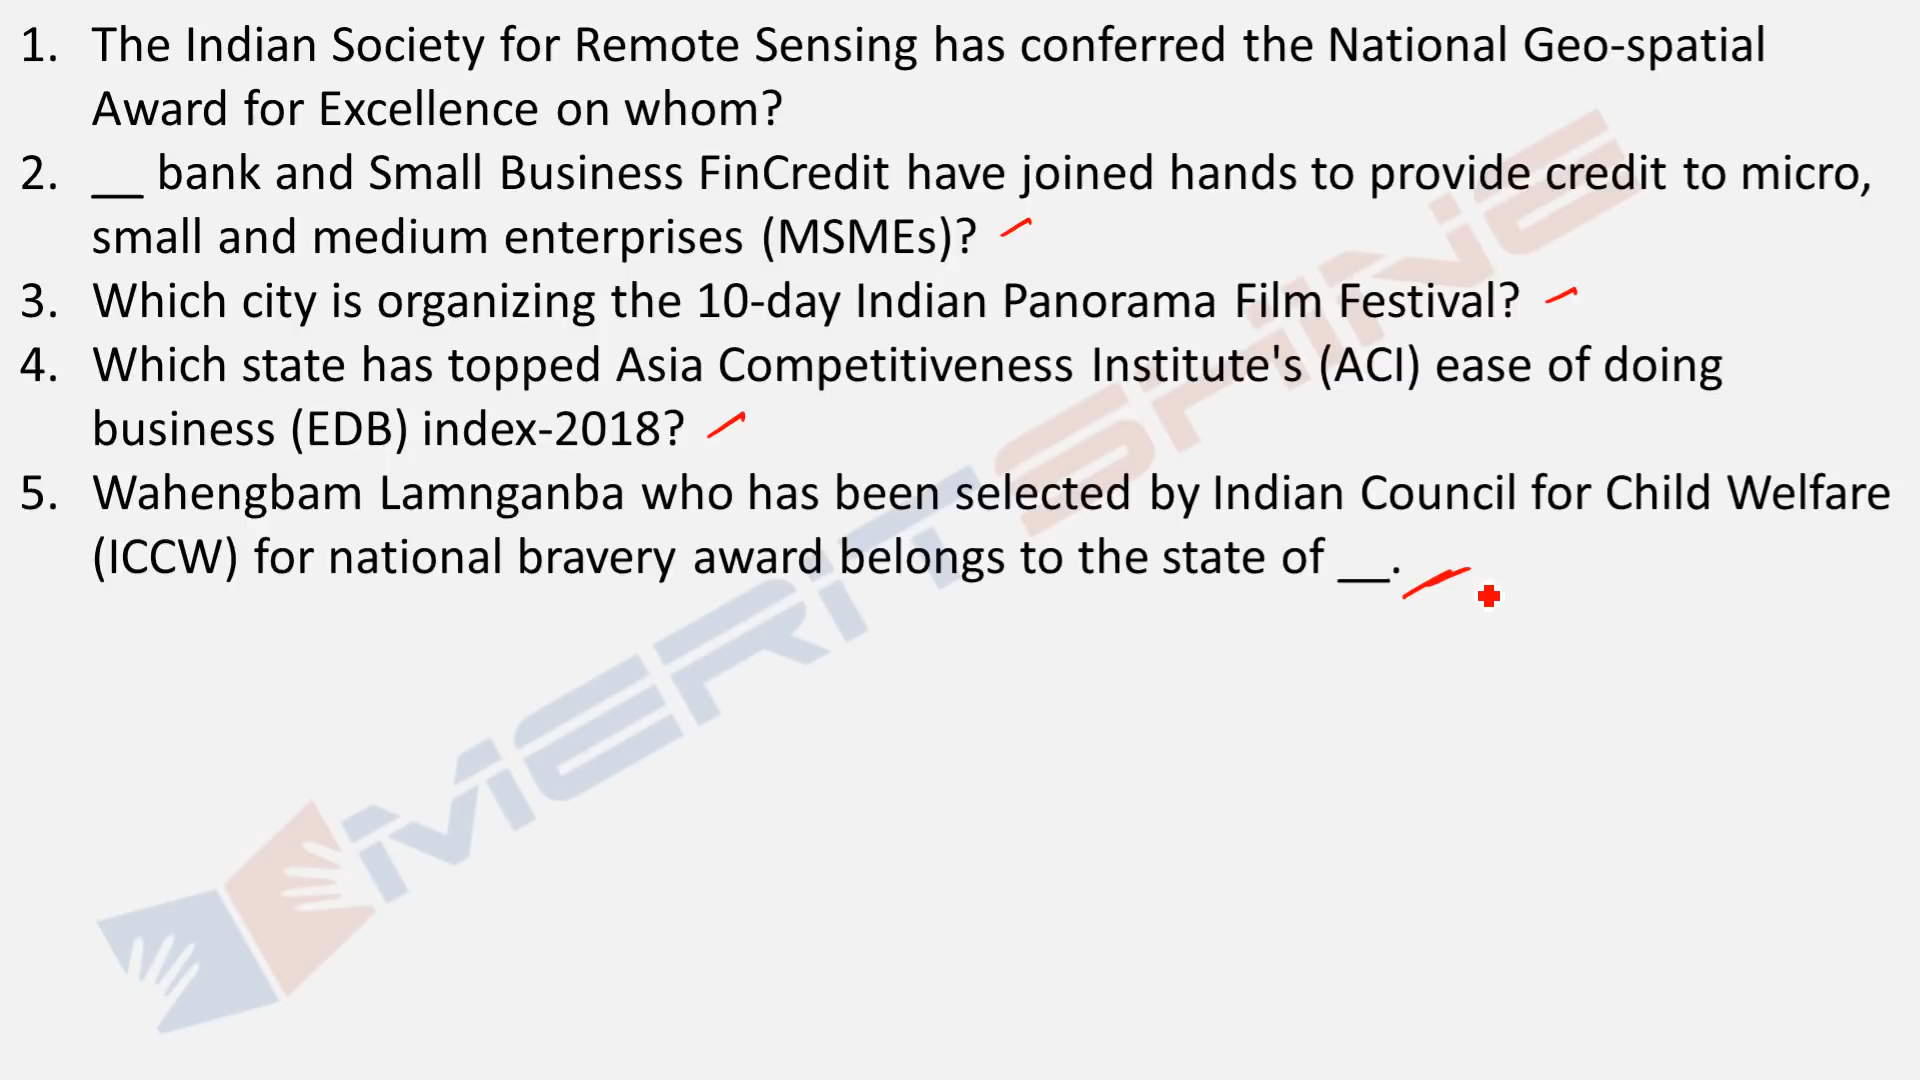 1. The Indian Society for Remote Sensing has conferred the National Geo-spatial
Award for Excellence on whom?
2. __ bank and Small Business FinCredit have joined hands to provide credit to micro,
small and medium enterprises (MSMEs)?
3. Which city is organizing the 10-day Indian Panorama Film Festival?
4. Which state has topped Asia Competitiveness Institute's (ACI) ease of doing
business (EDB) index-2018?
5. Wahengbam Lamnganba who has been selected by Indian Council for Child Welfare
(ICCW) for national bravery award belongs to the state of __.
MERITSHINE